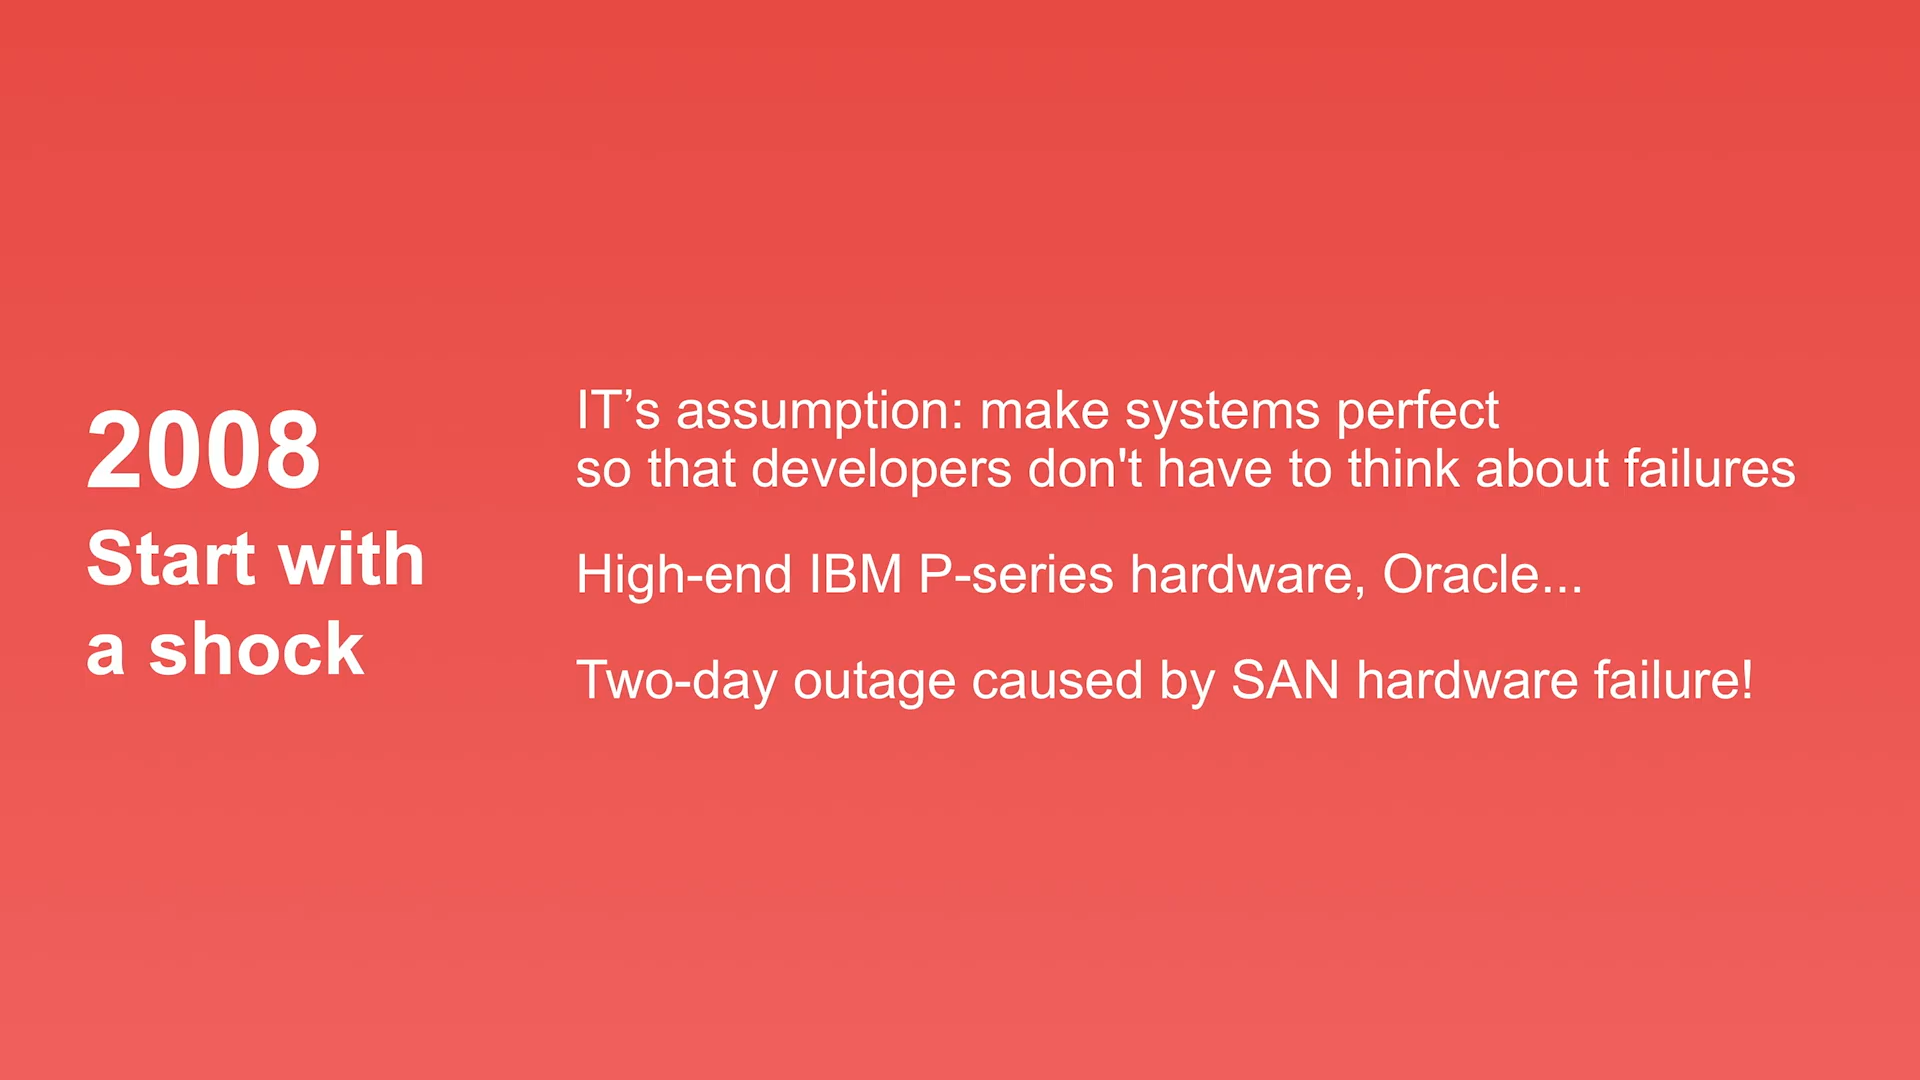 2008
Start with
a shock
IT’s assumption: make systems perfect
so that developers don't have to think about failures
High-end IBM P-series hardware, Oracle...
Two-day outage caused by SAN hardware failure!